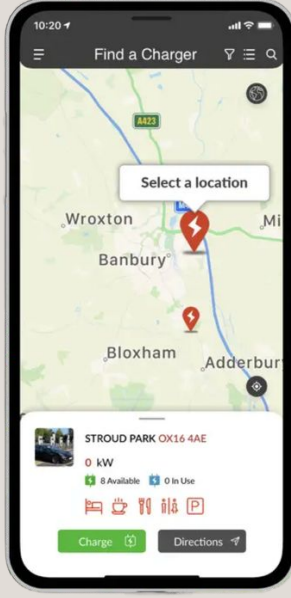 10:20
Find a Charger
A423
Select a location
Wroxton
Mi
Banbury
Bloxham
Adderbur
STROUD PARK OX16 4AE
0 kW
8 Available 0 In Use
P
Charge Directions